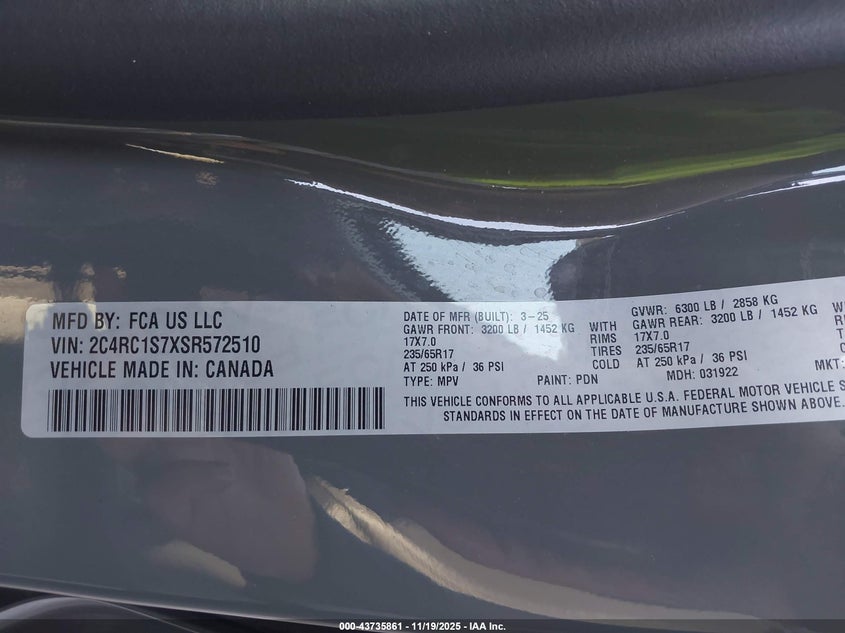 MFD BY: FCA US LLC
VIN: 2C4RC1S7XSR572510
VEHICLE MADE IN: CANADA
DATE OF MFR (BUILT): 3-25
GVWR: 6300 LB / 2858 KG
GAWR FRONT: 3200 LB / 1452 KG WITH GAWR REAR: 3200 LB / 1452 KG WITH
17X7.0 RIMS 17X7.0
235/65R17 TIRES 235/65R17
AT 250 kPa / 36 PSI COLD AT 250 kPa / 36 PSI
TYPE: MPV PAINT: PDN MDH: 031922 MKT:
THIS VEHICLE CONFORMS TO ALL APPLICABLE U.S.A. FEDERAL MOTOR VEHICLE S
STANDARDS IN EFFECT ON THE DATE OF MANUFACTURE SHOWN ABOVE.
000-43735861 - 11/19/2025 - IAA Inc.